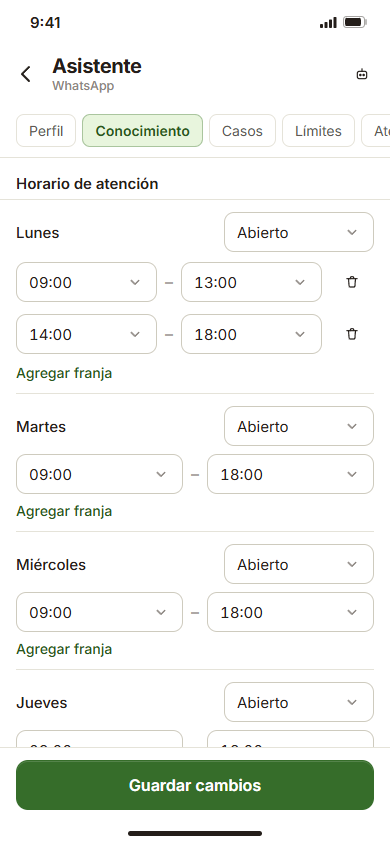 9:41
Asistente
WhatsApp
Perfil Conocimiento Casos Límites
Horario de atención
Lunes Abierto
09:00 – 13:00
14:00 – 18:00
Agregar franja
Martes Abierto
09:00 – 18:00
Agregar franja
Miércoles Abierto
09:00 – 18:00
Agregar franja
Jueves Abierto
Guardar cambios